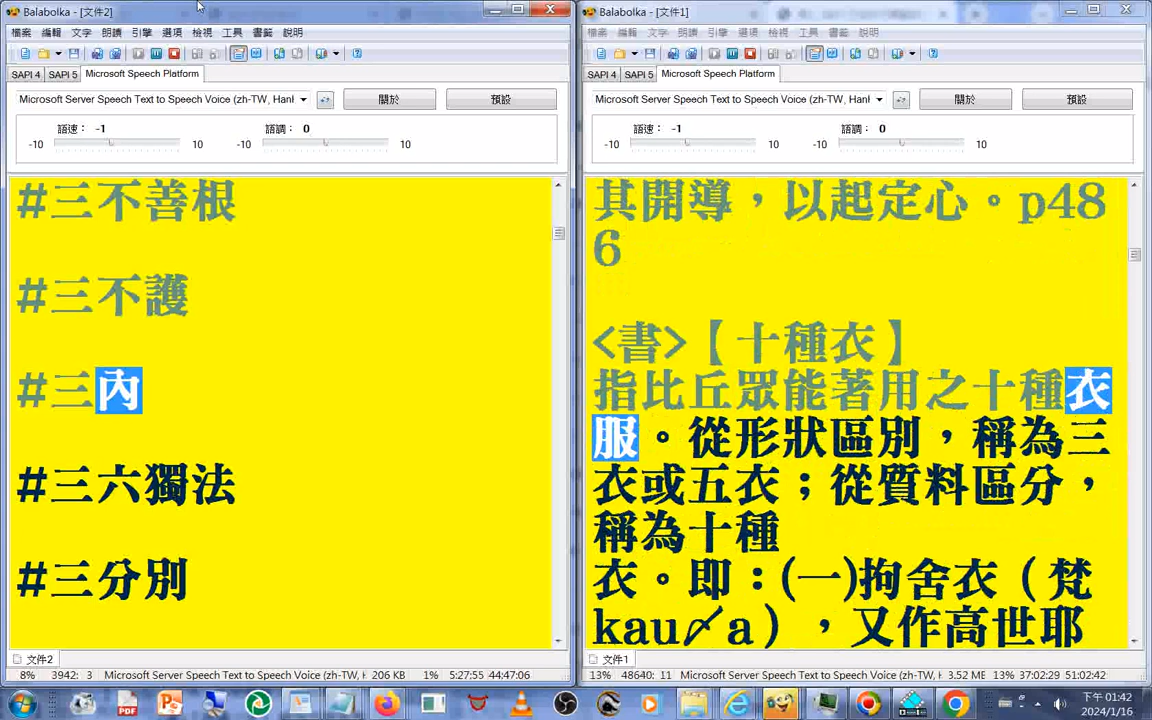 Balabolka - [文件2]
檔案 編輯 文字 朗讀 引擎 選項 檢視 工具 書籤 說明
SAPI 4 SAPI 5 Microsoft Speech Platform
Microsoft Server Speech Text to Speech Voice (zh-TW, Hanl
關於 預設
語速： -1 語調： 0
-10 10 -10 10
#三不善根
#三不護
#三內
#三六獨法
#三分別
文件2
8% 3942: 3 Microsoft Server Speech Text to Speech Voice (zh-TW, H 206 KB 1% 5:27:55 44:47:06
Balabolka - [文件1]
檔案 編輯 文字 朗讀 引擎 選項 檢視 工具 書籤 說明
SAPI 4 SAPI 5 Microsoft Speech Platform
Microsoft Server Speech Text to Speech Voice (zh-TW, Hanl
關於 預設
語速： -1 語調： 0
-10 10 -10 10
其開導，以起定心。p48
6
<書>【十種衣】
指比丘眾能著用之十種衣
服。從形狀區別，稱為三
衣或五衣；從質料區分，
稱為十種
衣。即：(一)拘舍衣（梵
kau〆a），又作高世耶
文件1
13% 48640: 11 Microsoft Server Speech Text to Speech Voice (zh-TW, H 3.52 MB 13% 37:02:29 51:02:42
PDF
下午 01:42
2024/1/16